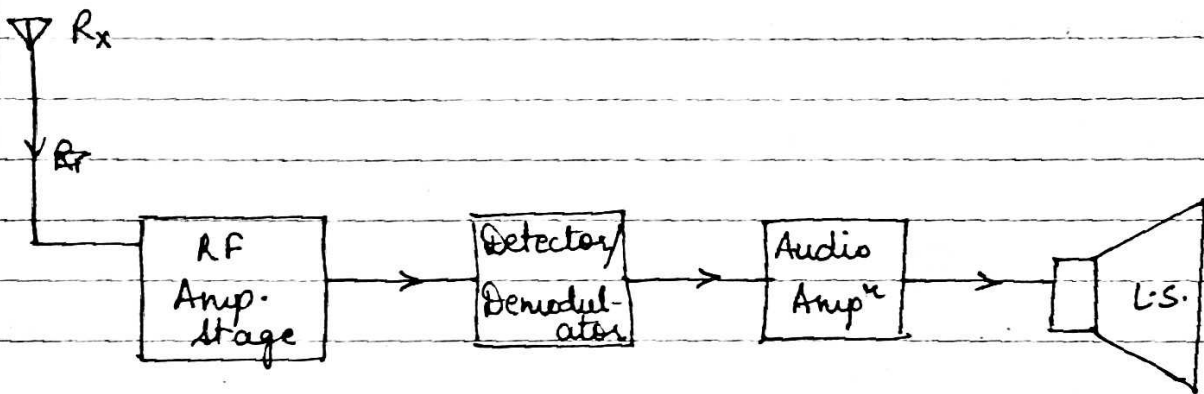 Rx
RF
Amp.
Stage
Detector/
Demodul-
ator
Audio
Ampr
L.S.